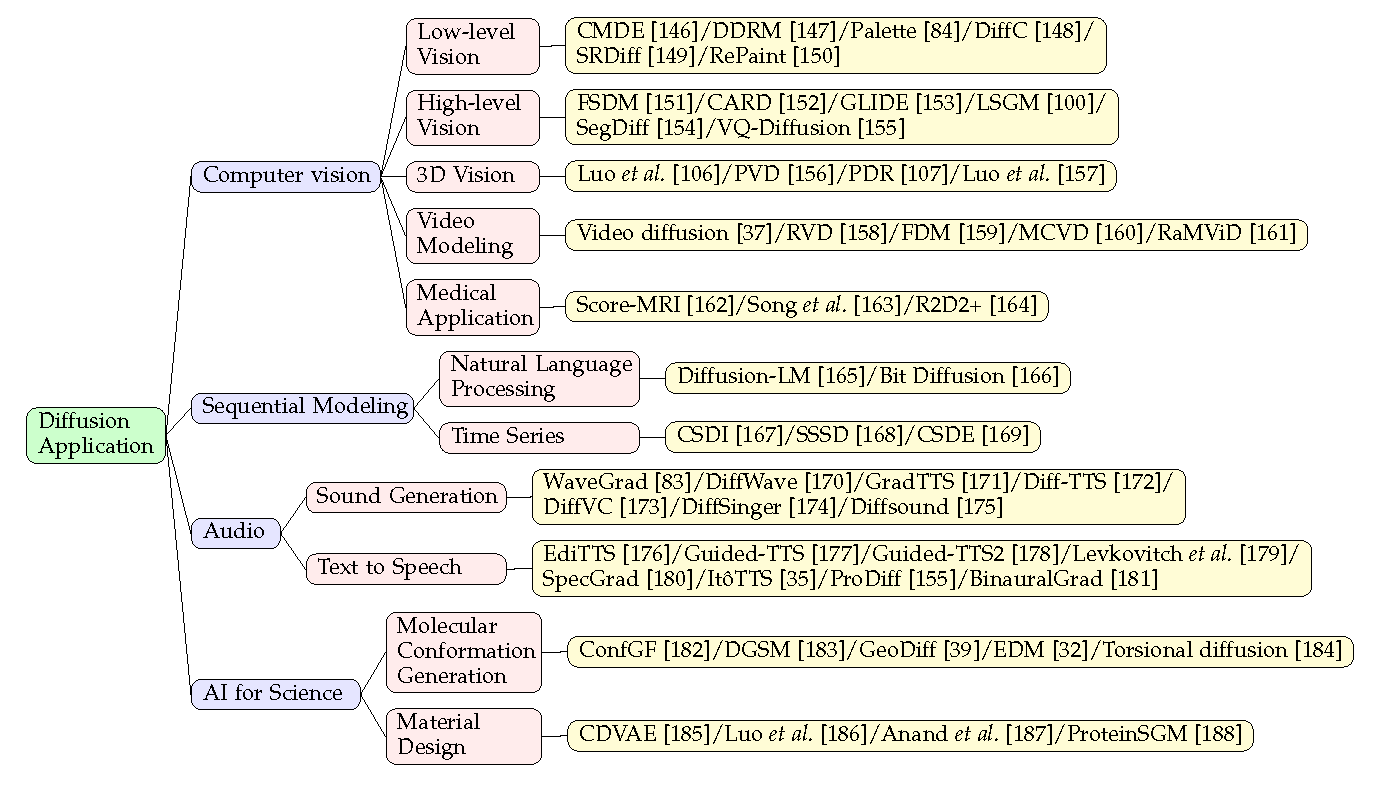 Low-level
Vision
CMDE [146]/DDRM [147]/Palette [84]/DiffC [148]/
SRDiff [149]/RePaint [150]
High-level
Vision
FSDM [151]/CARD [152]/GLIDE [153]/LSGM [100]/
SegDiff [154]/VQ-Diffusion [155]
Computer vision
3D Vision
Luo et al. [106]/PVD [156]/PDR [107]/Luo et al. [157]
Video
Modeling
Video diffusion [37]/RVD [158]/FDM [159]/MCVD [160]/RaMViD [161]
Medical
Application
Score-MRI [162]/Song et al. [163]/R2D2+ [164]
Diffusion
Application
Sequential Modeling
Natural Language
Processing
Diffusion-LM [165]/Bit Diffusion [166]
Time Series
CSDI [167]/SSSD [168]/CSDE [169]
Audio
Sound Generation
WaveGrad [83]/DiffWave [170]/GradTTS [171]/Diff-TTS [172]/
DiffVC [173]/DiffSinger [174]/Diffsound [175]
Text to Speech
EdiTTS [176]/Guided-TTS [177]/Guided-TTS2 [178]/Levkovitch et al. [179]/
SpecGrad [180]/ItôTTS [35]/ProDiff [155]/BinauralGrad [181]
AI for Science
Molecular
Conformation
Generation
ConfGF [182]/DGSM [183]/GeoDiff [39]/EDM [32]/Torsional diffusion [184]
Material
Design
CDVAE [185]/Luo et al. [186]/Anand et al. [187]/ProteinSGM [188]